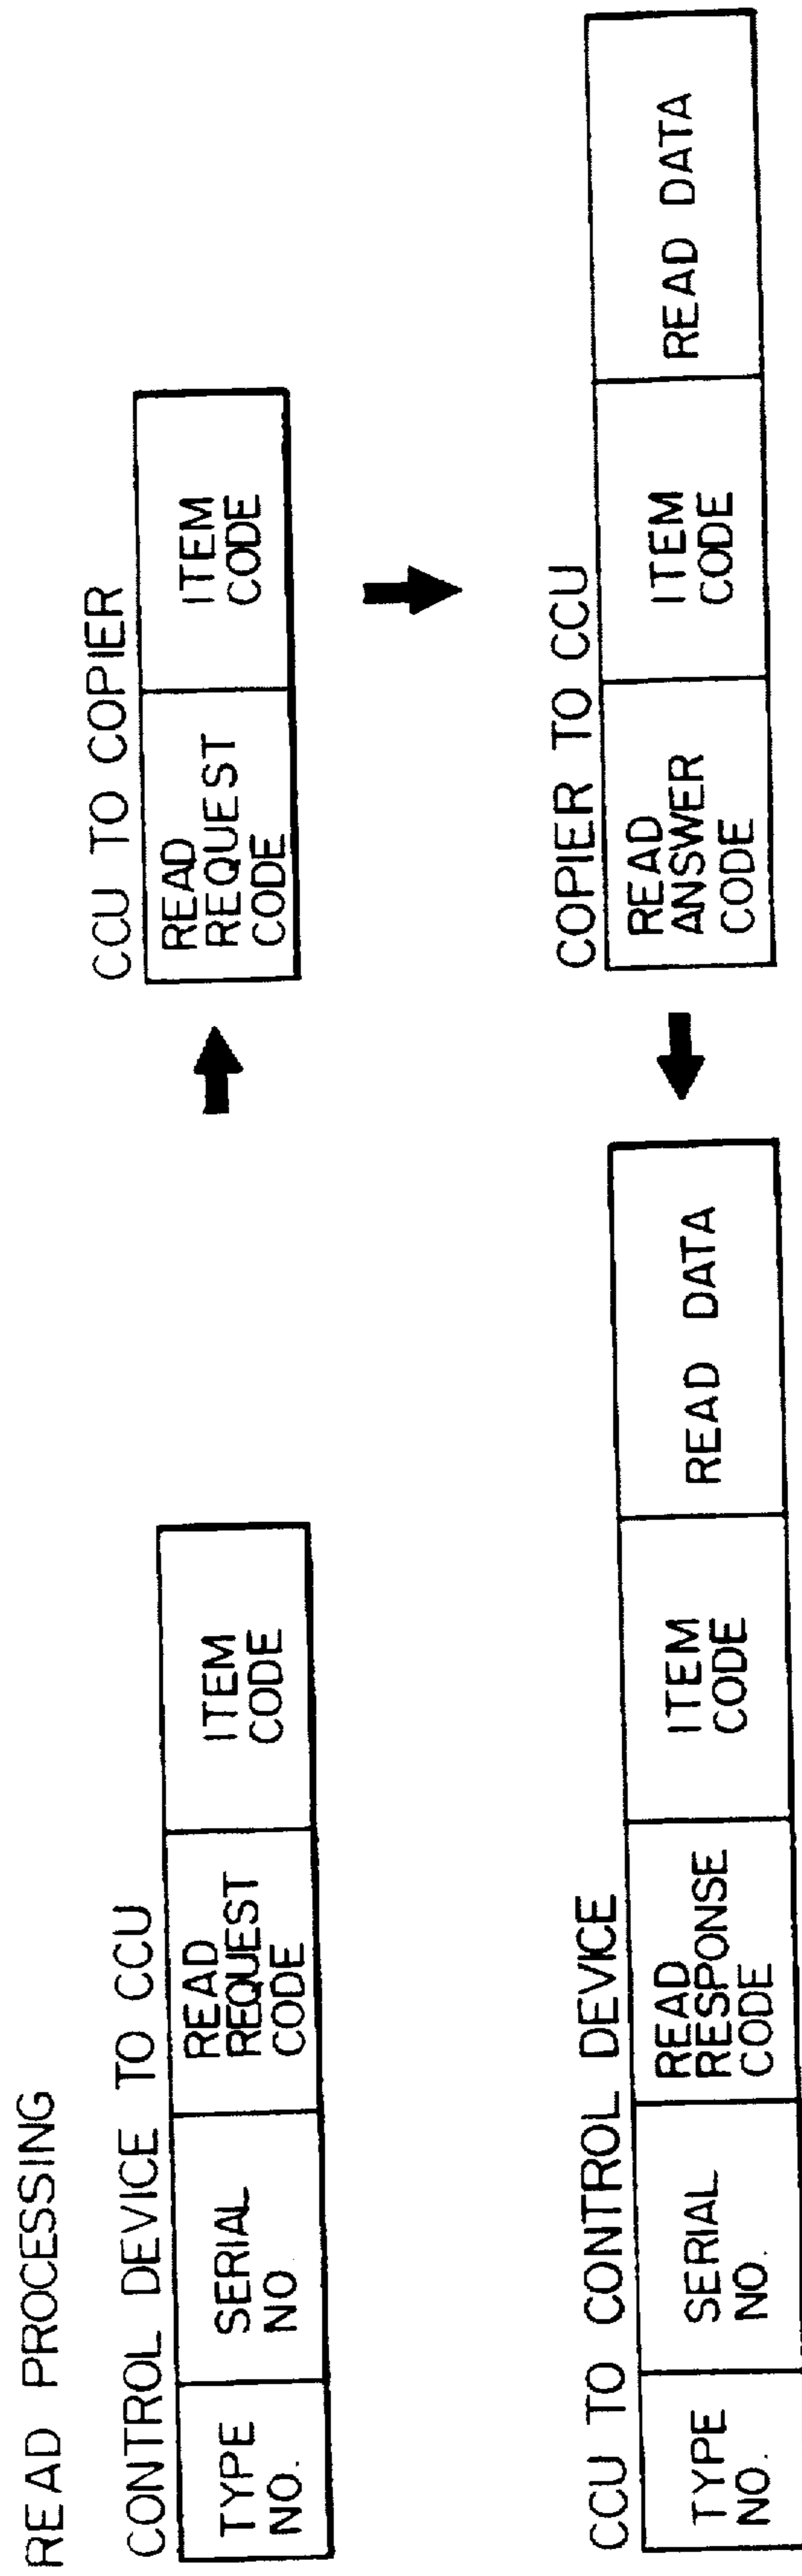 READ PROCESSING
CONTROL DEVICE TO CCU
TYPE
NO.
SERIAL
NO
READ
REQUEST
CODE
ITEM
CODE
CCU TO COPIER
READ
REQUEST
CODE
ITEM
CODE
COPIER TO CCU
READ
ANSWER
CODE
ITEM
CODE
READ DATA
CCU TO CONTROL DEVICE
TYPE
NO.
SERIAL
NO.
READ
RESPONSE
CODE
ITEM
CODE
READ DATA